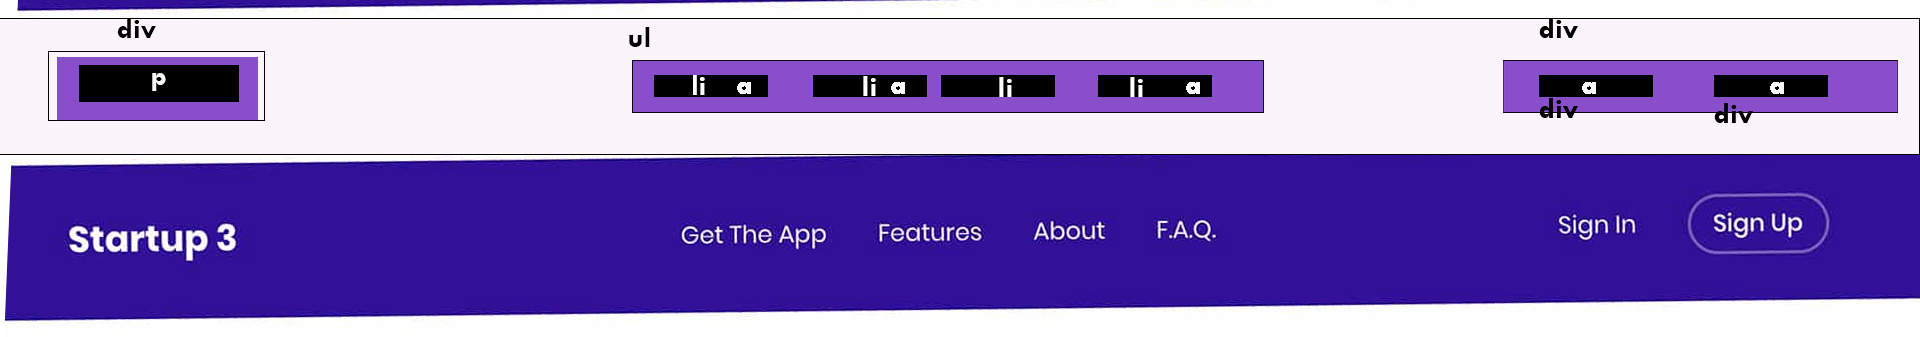 div
ul
div
p
li a
li a
li
li a
a
a
div
div
Startup 3
Get The App
Features
About
F.A.Q.
Sign In
Sign Up